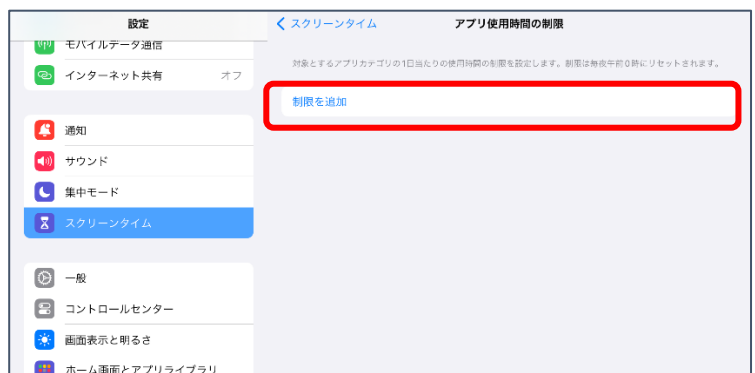 設定
モバイルデータ通信
インターネット共有 オフ
通知
サウンド
集中モード
スクリーンタイム
一般
コントロールセンター
画面表示と明るさ
ホーム画面とアプリライブラリ
スクリーンタイム アプリ使用時間の制限
対象とするアプリカテゴリの1日当たりの使用時間の制限を設定します。制限は毎夜午前0時にリセットされます。
制限を追加